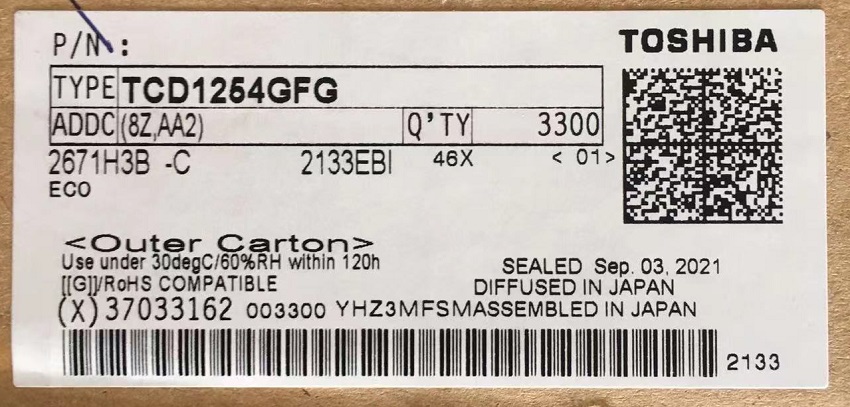 P/N :
TOSHIBA
TYPE TCD1254GFG
ADDC (8Z,AA2) Q'TY 3300
2671H3B -C 2133EBI 46X < 01>
ECO
<Outer Carton>
Use under 30degC/60%RH within 120h
SEALED Sep. 03, 2021
[[G]]/RoHS COMPATIBLE
DIFFUSED IN JAPAN
(X) 37033162 003300 YHZ3MFSMASSEMBLED IN JAPAN
2133